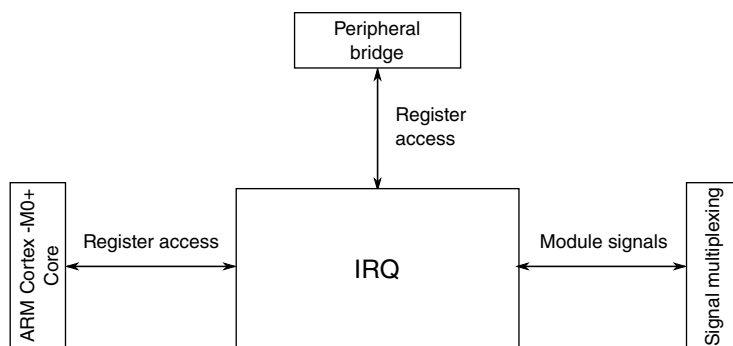 Peripheral
bridge
Register
access
ARM Cortex -M0+
Core
Register access
IRQ
Module signals
Signal multiplexing